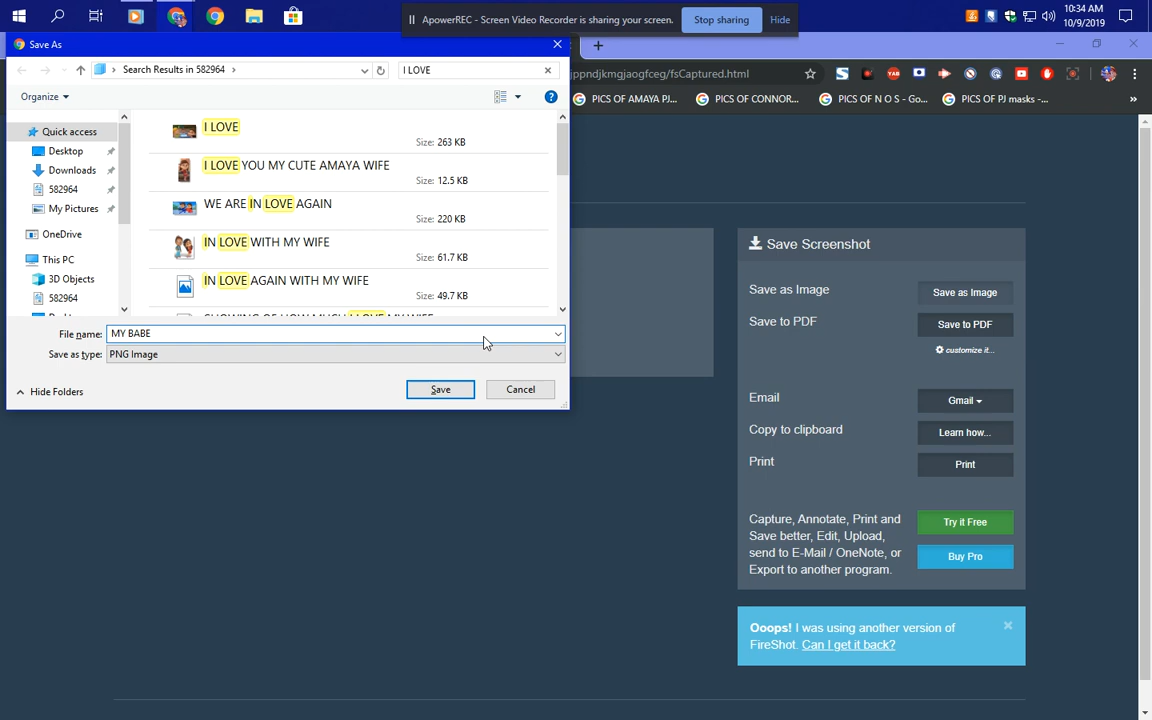 ApowerREC - Screen Video Recorder is sharing your screen.
Stop sharing
Hide
10:34 AM
10/9/2019
Save As
Search Results in 582964
I LOVE
ppndjkmgjaogfceg/fsCaptured.html
Organize
PICS OF AMAYA PJ...
PICS OF CONNOR...
PICS OF N O S - Go...
PICS OF PJ masks -...
Quick access
Desktop
Downloads
582964
My Pictures
OneDrive
This PC
3D Objects
582964
I LOVE
Size: 263 KB
I LOVE YOU MY CUTE AMAYA WIFE
Size: 12.5 KB
WE ARE IN LOVE AGAIN
Size: 220 KB
IN LOVE WITH MY WIFE
Size: 61.7 KB
IN LOVE AGAIN WITH MY WIFE
Size: 49.7 KB
File name: MY BABE
Save as type: PNG Image
Hide Folders
Save
Cancel
Save Screenshot
Save as Image
Save as Image
Save to PDF
Save to PDF
customize it...
Email
Gmail
Copy to clipboard
Learn how...
Print
Print
Capture, Annotate, Print and
Save better, Edit, Upload,
send to E-Mail / OneNote, or
Export to another program.
Try it Free
Buy Pro
Ooops! I was using another version of
FireShot. Can I get it back?